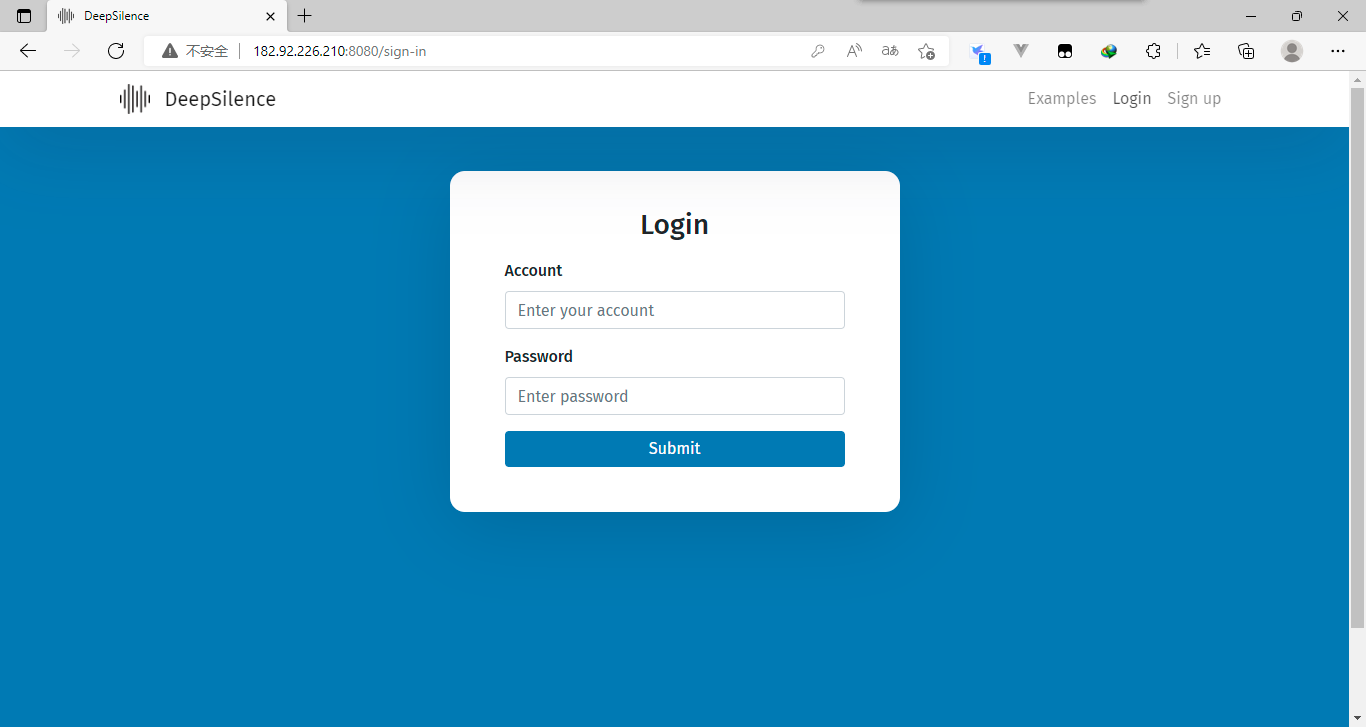 DeepSilence
不安全 182.92.226.210:8080/sign-in
DeepSilence
Examples Login Sign up
Login
Account
Enter your account
Password
Enter password
Submit